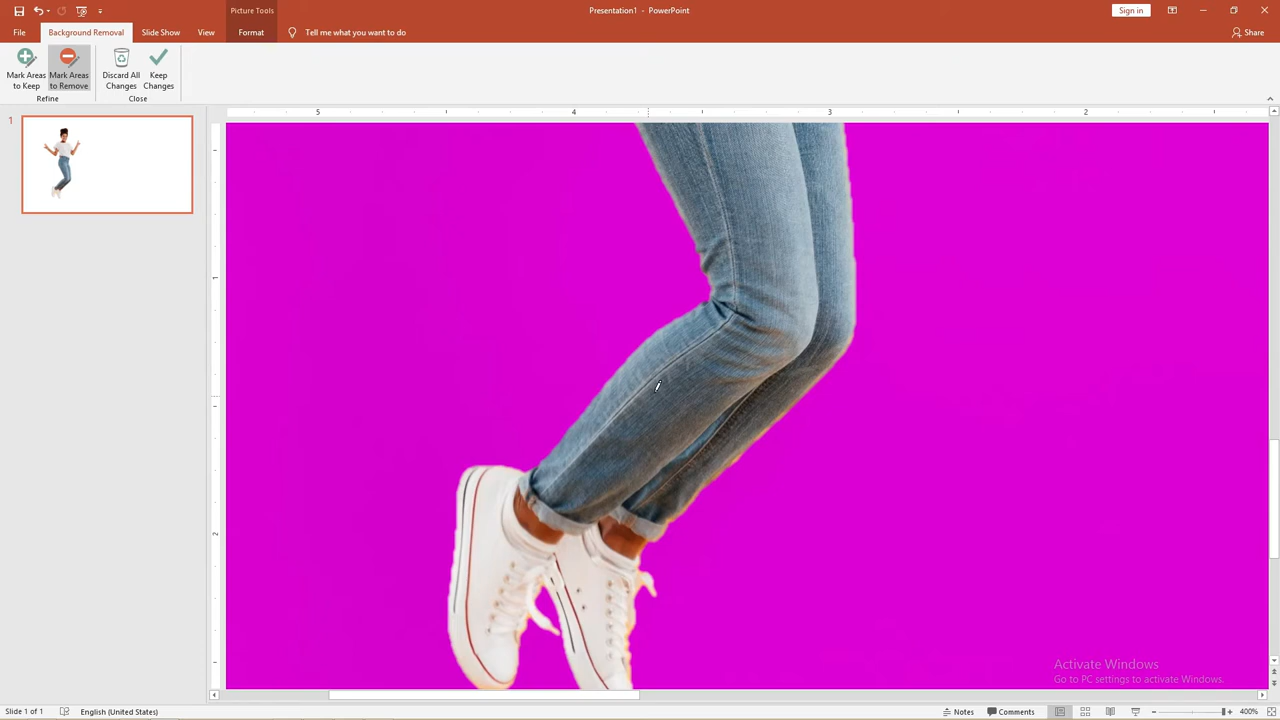 Picture Tools
Presentation1 - PowerPoint
Sign in
File
Background Removal
Slide Show
View
Format
Tell me what you want to do
Share
Mark Areas to Keep
Mark Areas to Remove
Discard All Changes
Keep Changes
Refine
Close
1
5
4
3
2
1
2
Activate Windows
Go to PC settings to activate Windows.
Slide 1 of 1
English (United States)
Notes
Comments
400%